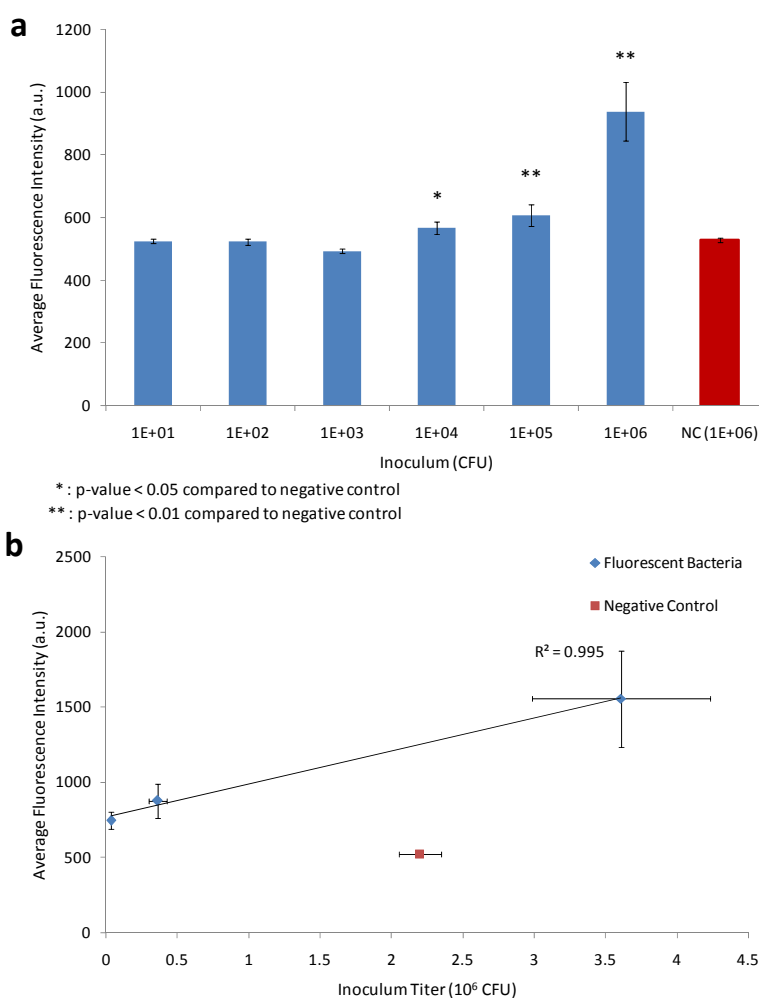 a
Average Fluorescence Intensity (a.u.)
1200
1000
800
600
400
200
0
**
**
*
1E+01 1E+02 1E+03 1E+04 1E+05 1E+06 NC (1E+06)
Inoculum (CFU)
* : p-value < 0.05 compared to negative control
** : p-value < 0.01 compared to negative control
b
Average Fluorescence Intensity (a.u.)
2500
2000
1500
1000
500
0
Fluorescent Bacteria
Negative Control
R² = 0.995
0 0.5 1 1.5 2 2.5 3 3.5 4 4.5
Inoculum Titer (10⁶ CFU)